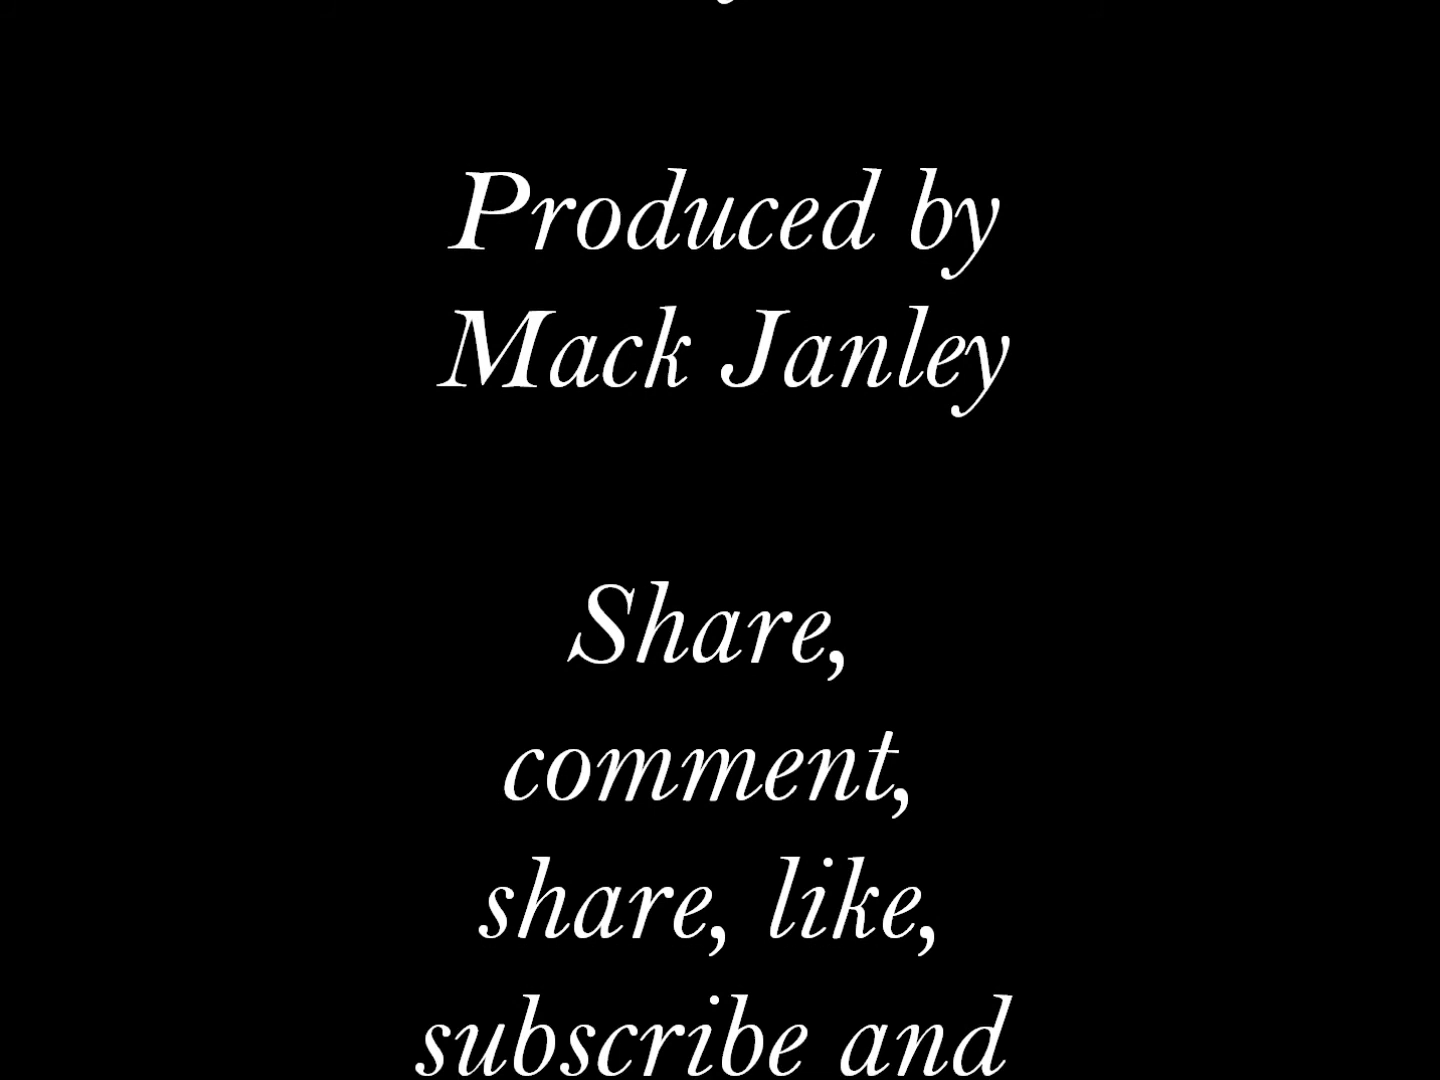 Produced by
Mack Janley
Share,
comment,
share, like,
subscribe and